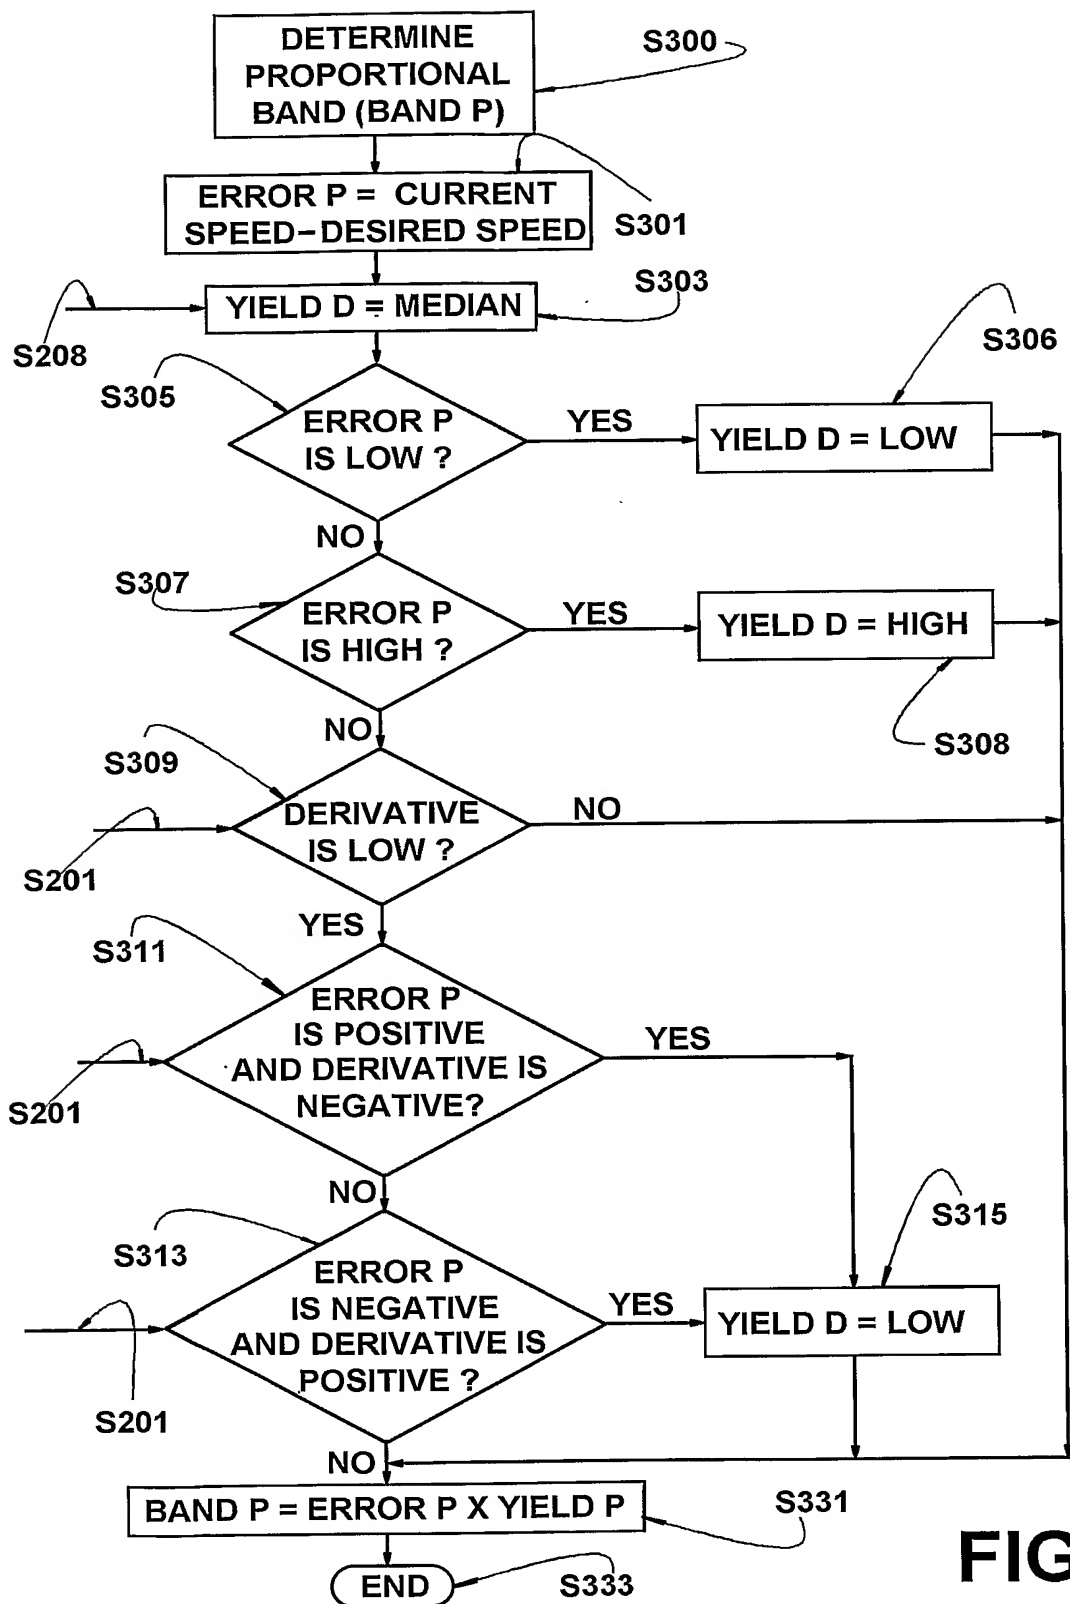 DETERMINE
PROPORTIONAL
BAND (BAND P)
S300
ERROR P = CURRENT
SPEED-DESIRED SPEED
S301
YIELD D = MEDIAN
S303
S208
S305
ERROR P
IS LOW ?
YES
YIELD D = LOW
S306
NO
S307
ERROR P
IS HIGH ?
YES
YIELD D = HIGH
S308
NO
S309
DERIVATIVE
IS LOW ?
NO
S201
YES
S311
ERROR P
IS POSITIVE
AND DERIVATIVE IS
NEGATIVE?
YES
S201
NO
S313
ERROR P
IS NEGATIVE
AND DERIVATIVE IS
POSITIVE ?
YES
YIELD D = LOW
S315
S201
NO
BAND P = ERROR P X YIELD P
S331
END
S333
FIG